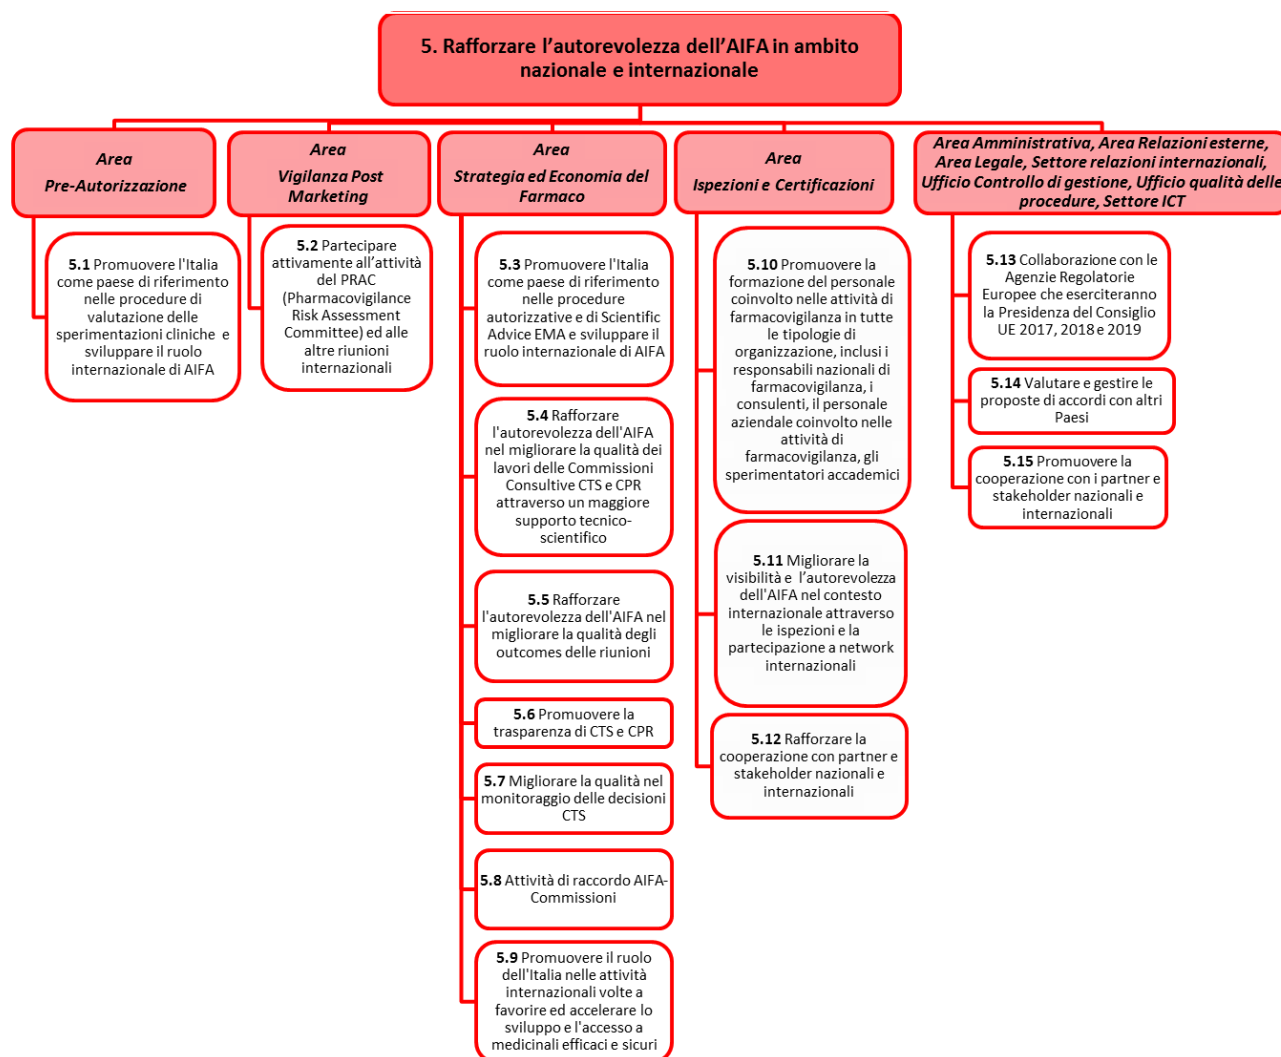 5. Rafforzare l'autorevolezza dell'AIFA in ambito
nazionale e internazionale
Area
Pre-Autorizzazione
5.1 Promuovere l'Italia
come paese di riferimento
nelle procedure di
valutazione delle
sperimentazioni cliniche e
sviluppare il ruolo
internazionale di AIFA
Area
Vigilanza Post
Marketing
5.2 Partecipare
attivamente all'attività
del PRAC
(Pharmacovigilance
Risk Assessment
Committee) ed alle
altre riunioni
internazionali
Area
Strategia ed Economia del
Farmaco
5.3 Promuovere l'Italia
come paese di riferimento
nelle procedure
autorizzative e di Scientific
Advice EMA e sviluppare il
ruolo internazionale di AIFA
5.4 Rafforzare
l'autorevolezza dell'AIFA
nel migliorare la qualità dei
lavori delle Commissioni
Consultive CTS e CPR
attraverso un maggiore
supporto tecnico-
scientifico
5.5 Rafforzare
l'autorevolezza dell'AIFA nel
migliorare la qualità degli
outcomes delle riunioni
5.6 Promuovere la
trasparenza di CTS e CPR
5.7 Migliorare la qualità nel
monitoraggio delle decisioni
CTS
5.8 Attività di raccordo AIFA-
Commissioni
5.9 Promuovere il ruolo
dell'Italia nelle attività
internazionali volte a
favorire ed accelerare lo
sviluppo e l'accesso a
medicinali efficaci e sicuri
Area
Ispezioni e Certificazioni
5.10 Promuovere la
formazione del personale
coinvolto nelle attività di
farmacovigilanza in tutte
le tipologie di
organizzazione, inclusi i
responsabili nazionali di
farmacovigilanza, i
consulenti, il personale
aziendale coinvolto nelle
attività di
farmacovigilanza, gli
sperimentatori accademici
5.11 Migliorare la
visibilità e l'autorevolezza
dell'AIFA nel contesto
internazionale attraverso
le ispezioni e la
partecipazione a network
internazionali
5.12 Rafforzare la
cooperazione con partner e
stakeholder nazionali e
internazionali
Area Amministrativa, Area Relazioni esterne,
Area Legale, Settore relazioni internazionali,
Ufficio Controllo di gestione, Ufficio qualità delle
procedure, Settore ICT
5.13 Collaborazione con le
Agenzie Regolatorie
Europee che eserciteranno
la Presidenza del Consiglio
UE 2017, 2018 e 2019
5.14 Valutare e gestire le
proposte di accordi con altri
Paesi
5.15 Promuovere la
cooperazione con i partner e
stakeholder nazionali e
internazionali